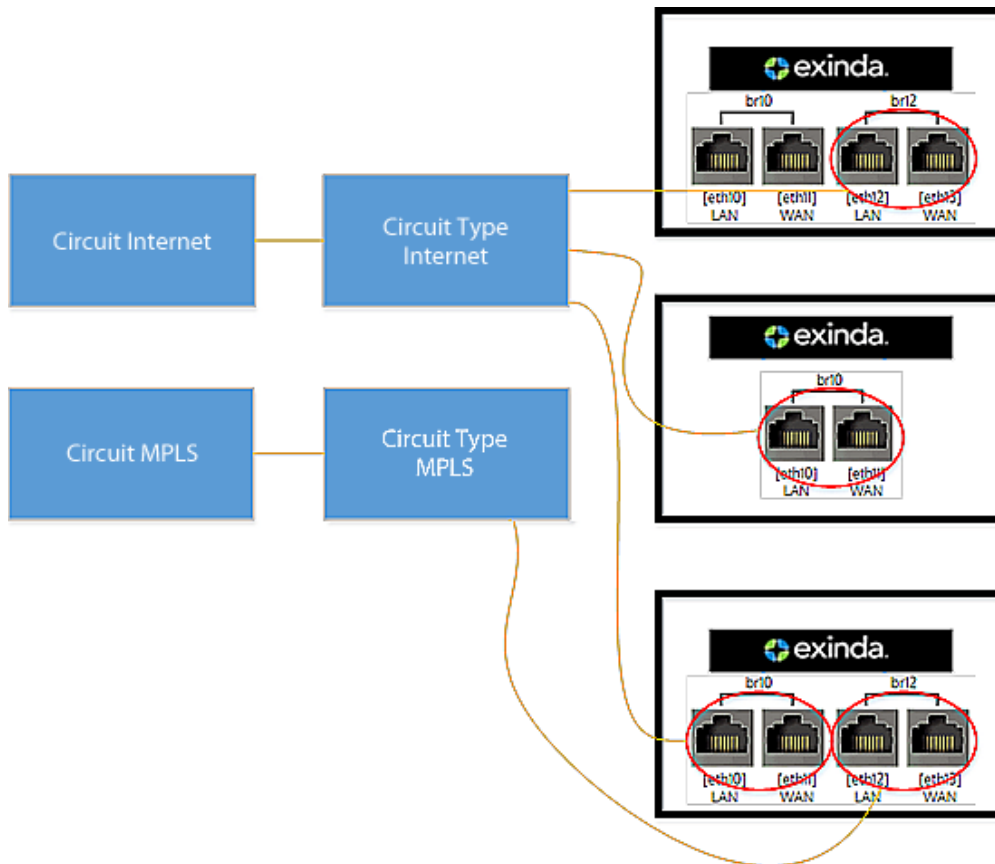 exinda.
br10 br12
[eth10] [eth11] [eth12] [eth13]
LAN WAN LAN WAN
Circuit Internet
Circuit Type
Internet
exinda.
br10
[eth10] [eth11]
LAN WAN
Circuit MPLS
Circuit Type
MPLS
exinda.
br10 br12
[eth10] [eth11] [eth12] [eth13]
LAN WAN LAN WAN